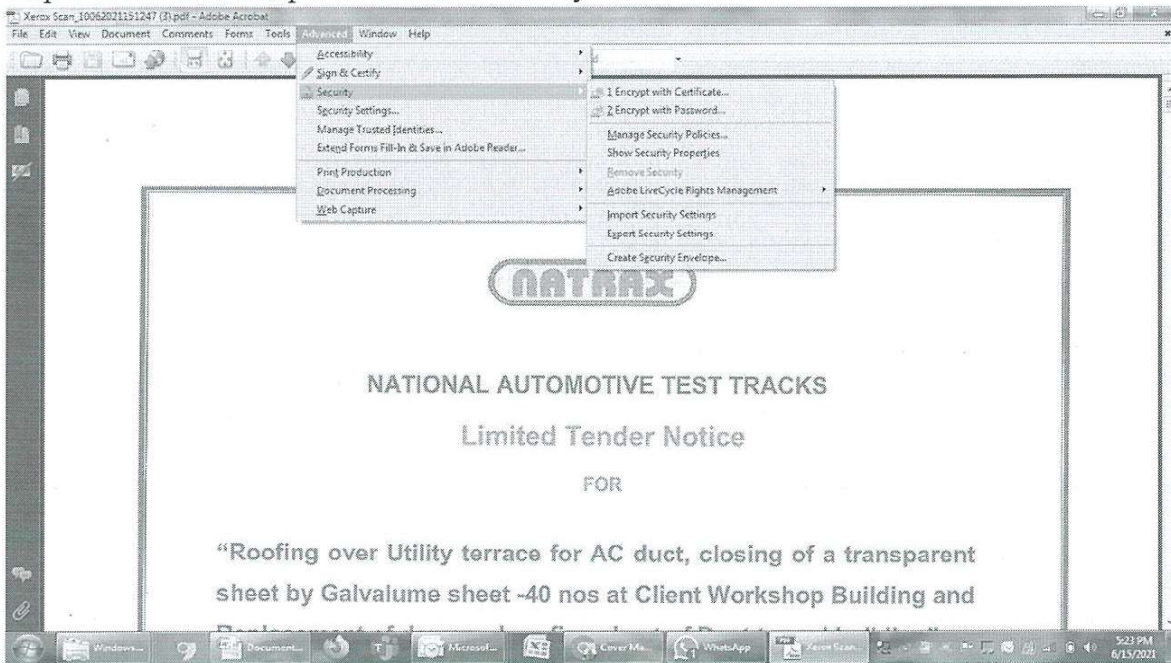 Xerox Scan_10062021151247 (3).pdf - Adobe Acrobat
File Edit View Document Comments Forms Tools Advanced Window Help
Accessibility
Sign & Certify
Security
Security Settings...
Manage Trusted Identities...
Extend Forms Fill-In & Save in Adobe Reader...
Print Production
Document Processing
Web Capture
1 Encrypt with Certificate...
2 Encrypt with Password...
Manage Security Policies...
Show Security Properties
Remove Security
Adobe LiveCycle Rights Management
Import Security Settings
Export Security Settings
Create Security Envelope...
NATRAX
NATIONAL AUTOMOTIVE TEST TRACKS
Limited Tender Notice
FOR
"Roofing over Utility terrace for AC duct, closing of a transparent
sheet by Galvalume sheet -40 nos at Client Workshop Building and
Windows... Document... Microsof... Cover Ma... WhatsApp Xerox Scan... 5:23 PM
6/15/2021